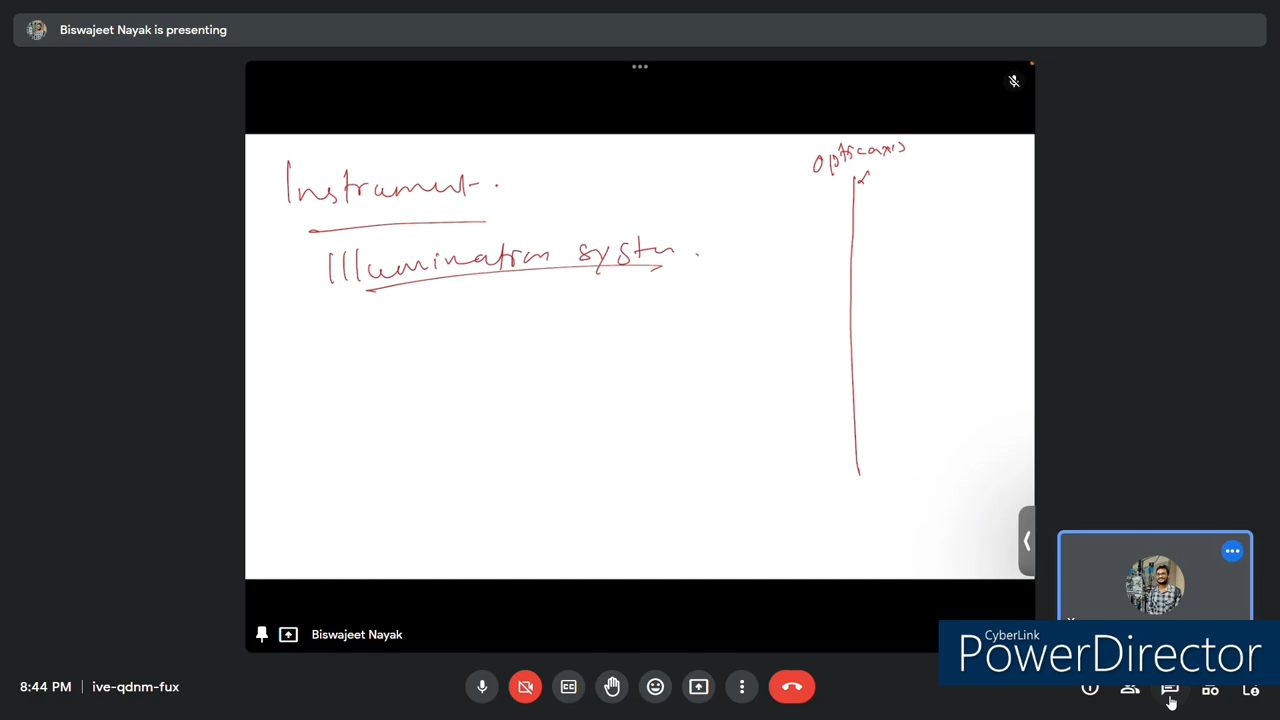 Biswajeet Nayak is presenting
Optic axis
Instrument.
Illumination system.
Biswajeet Nayak
CyberLink
PowerDirector
8:44 PM
ive-qdnm-fux